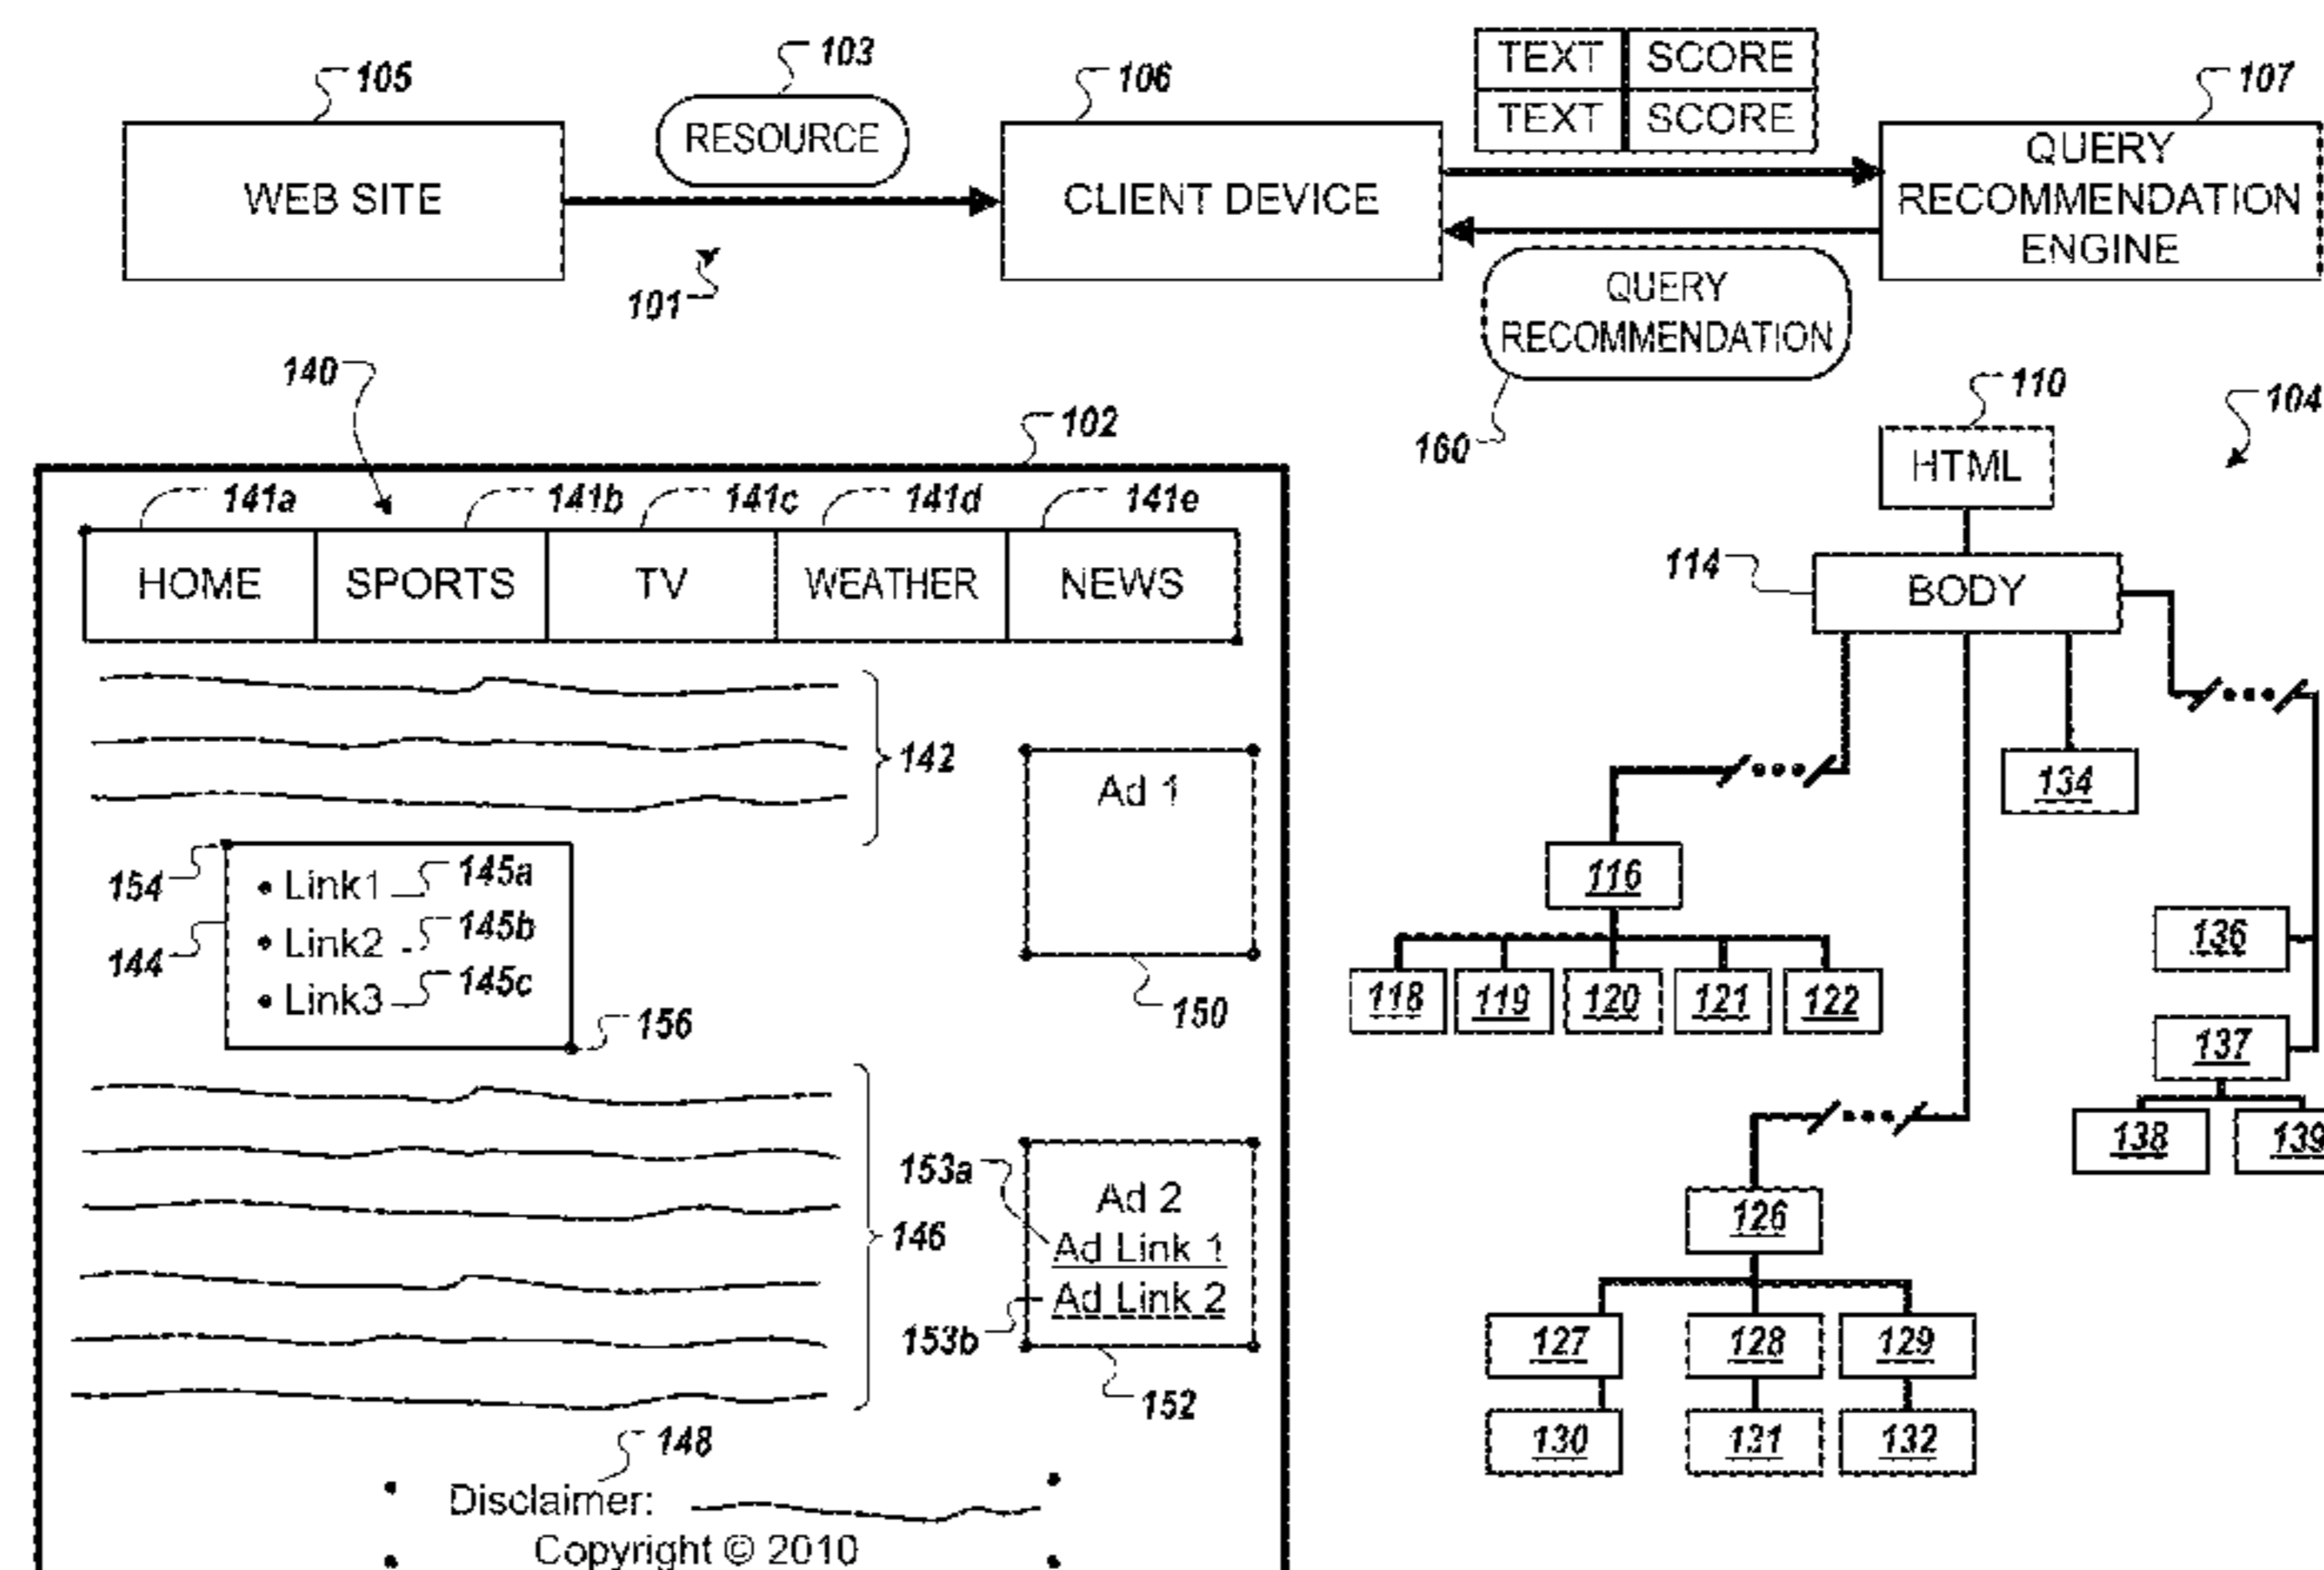 105
103
106
TEXT SCORE
TEXT SCORE
107
WEB SITE
RESOURCE
CLIENT DEVICE
QUERY
RECOMMENDATION
ENGINE
101
QUERY
RECOMMENDATION
160
140
102
110
104
HTML
114
BODY
141a 141b 141c 141d 141e
HOME SPORTS TV WEATHER NEWS
142
Ad 1
150
154
144
• Link1 145a
• Link2 145b
• Link3 145c
156
146
153a
153b
Ad 2
Ad Link 1
Ad Link 2
152
148
Disclaimer:
Copyright © 2010
134
116
118 119 120 121 122
136
137
138 139
126
127 128 129
130 131 132